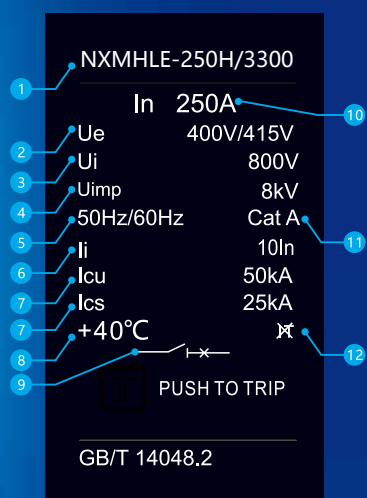 NXMHLE-250H/3300
1
In 250A
10
2
Ue 400V/415V
3
Ui 800V
4
Uimp 8kV
5
50Hz/60Hz Cat A
11
6
Ii 10In
7
Icu 50kA
7
Ics 25kA
8
+40℃
12
9
PUSH TO TRIP
GB/T 14048.2